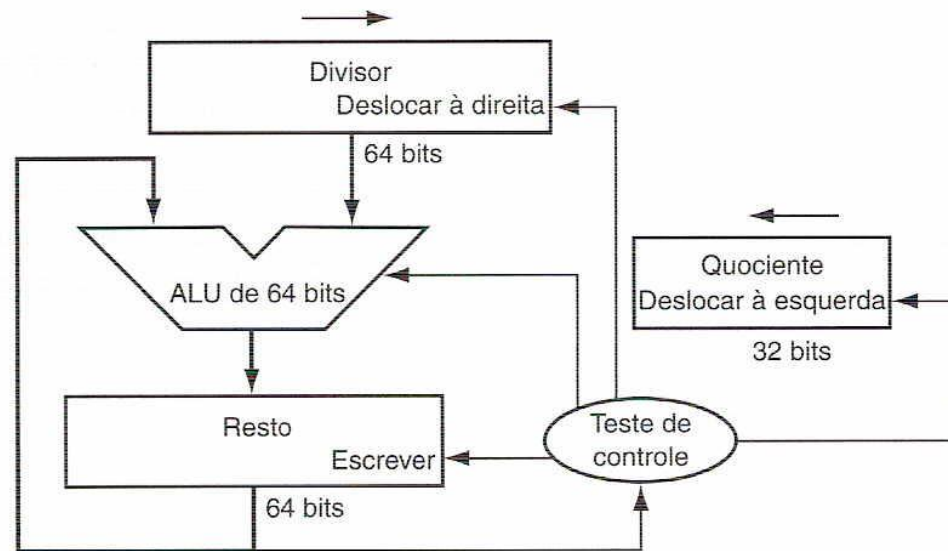 Divisor
Deslocar à direita
64 bits
ALU de 64 bits
Quociente
Deslocar à esquerda
32 bits
Resto
Escrever
64 bits
Teste de
controle